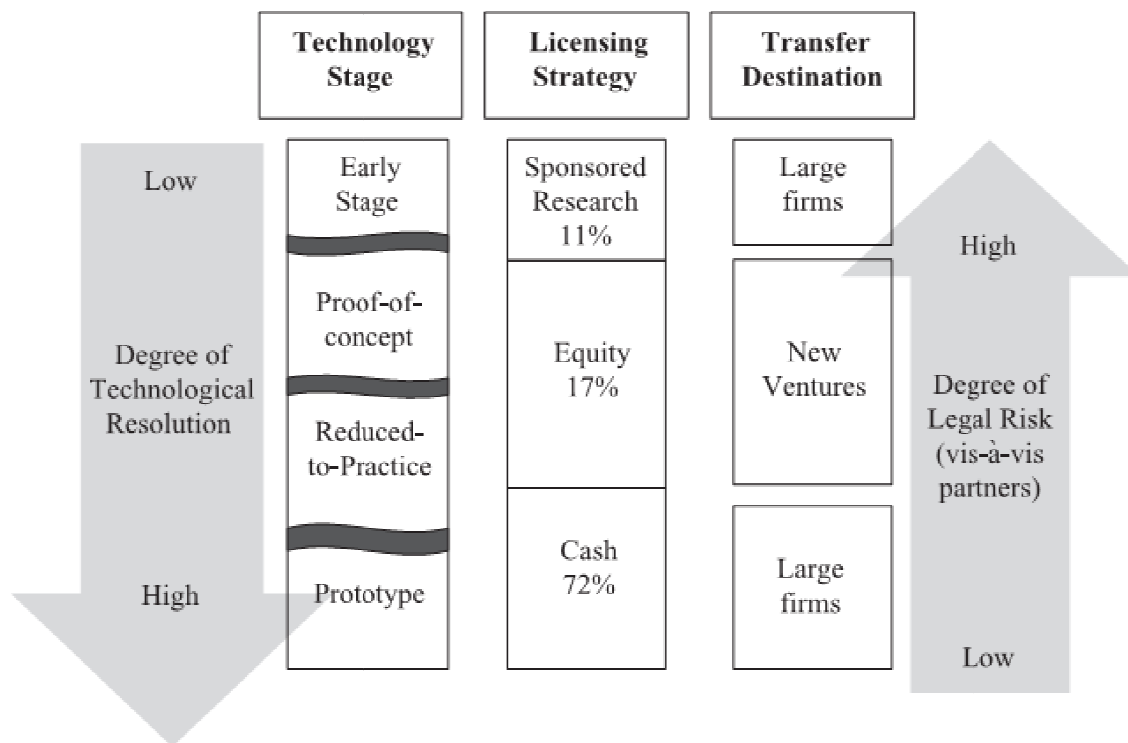 Technology
Stage
Licensing
Strategy
Transfer
Destination
Low
Degree of
Technological
Resolution
High
Early
Stage
Proof-of-
concept
Reduced-
to-Practice
Prototype
Sponsored
Research
11%
Equity
17%
Cash
72%
Large
firms
New
Ventures
Large
firms
High
Degree of
Legal Risk
(vis-à-vis
partners)
Low